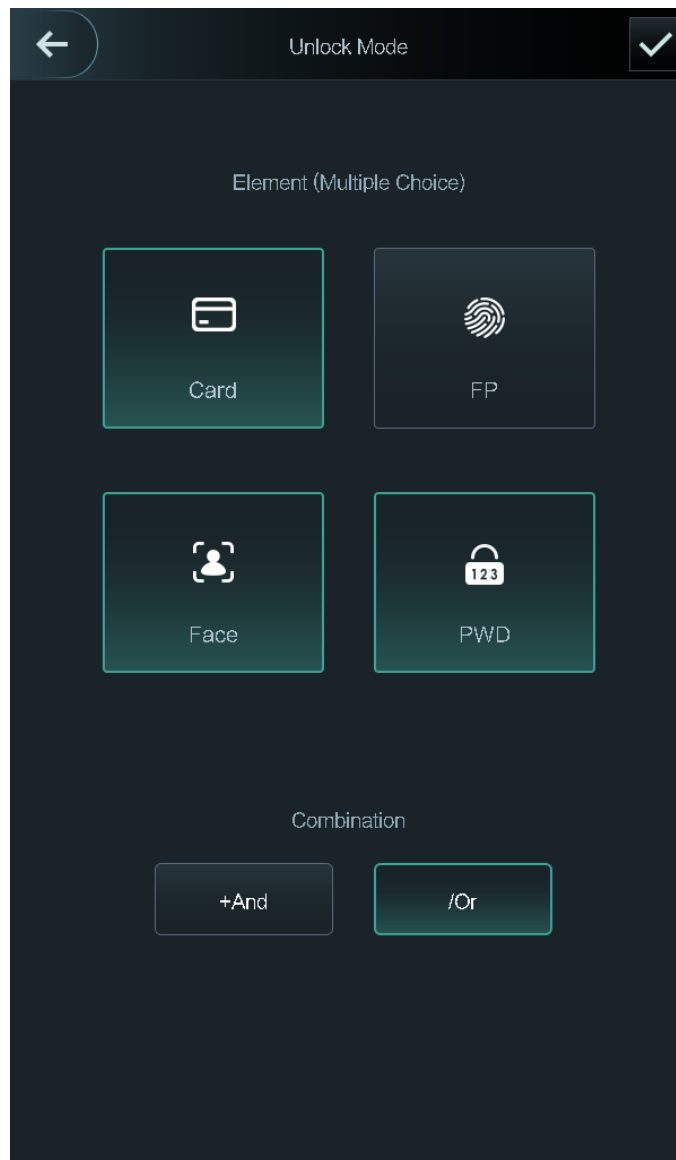 Unlock Mode
Element (Multiple Choice)
Card
FP
Face
123
PWD
Combination
+And
/Or